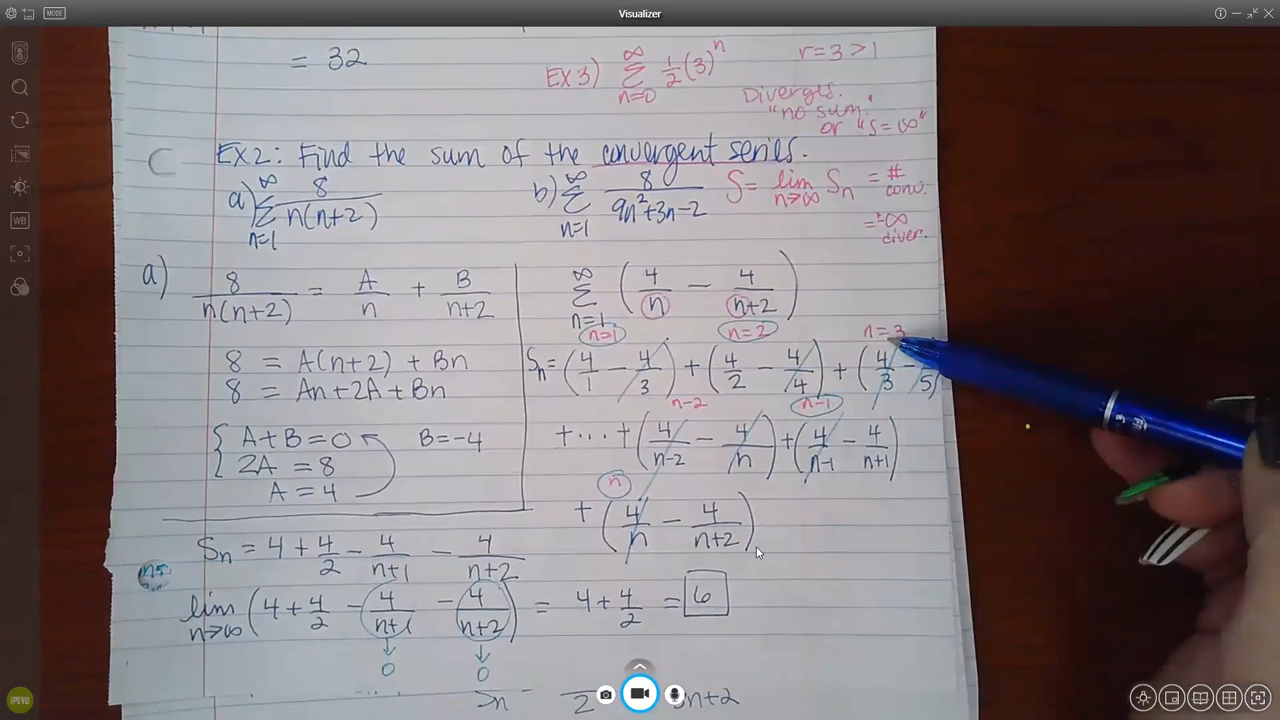 Visualizer
MODE
WB
= 32
EX 3) ∞ Σ n=0 1/2 (3)^n
r = 3 > 1
Diverges.
"no sum."
or "S = ∞"
EX2: Find the sum of the convergent series.
a) ∞ Σ n=1 8/n(n+2)
b) ∞ Σ n=1 8/9n²+3n-2
S = lim n→∞ Sn = # conv.
= ±∞ diver.
a) 8/n(n+2) = A/n + B/n+2
8 = A(n+2) + Bn
8 = An+2A+Bn
{ A+B=0
2A = 8
A = 4
B=-4
∞ Σ n=1 (4/n - 4/n+2)
n=1 n=2 n=3
Sn = (4/1 - 4/3) + (4/2 - 4/4) + (4/3 - /5)
n-2 n-1
+ ... + (4/n-2 - 4/n) + (4/n-1 - 4/n+1)
n
+ (4/n - 4/n+2)
Sn = 4 + 4/2 - 4/n+1 - 4/n+2
lim n→∞ (4 + 4/2 - 4/n+1 - 4/n+2) = 4 + 4/2 = 6
0 0
2 n+2
IPEVO